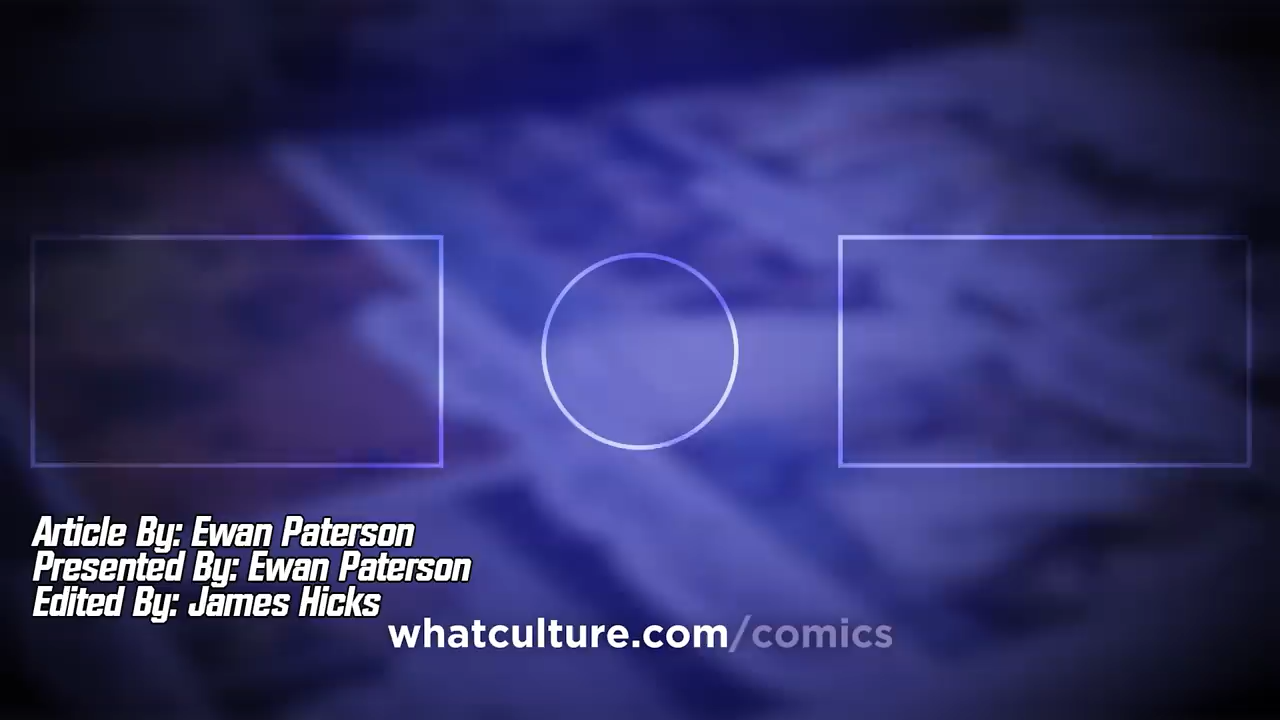 Article By: Ewan Paterson
Presented By: Ewan Paterson
Edited By: James Hicks
whatculture.com/comics